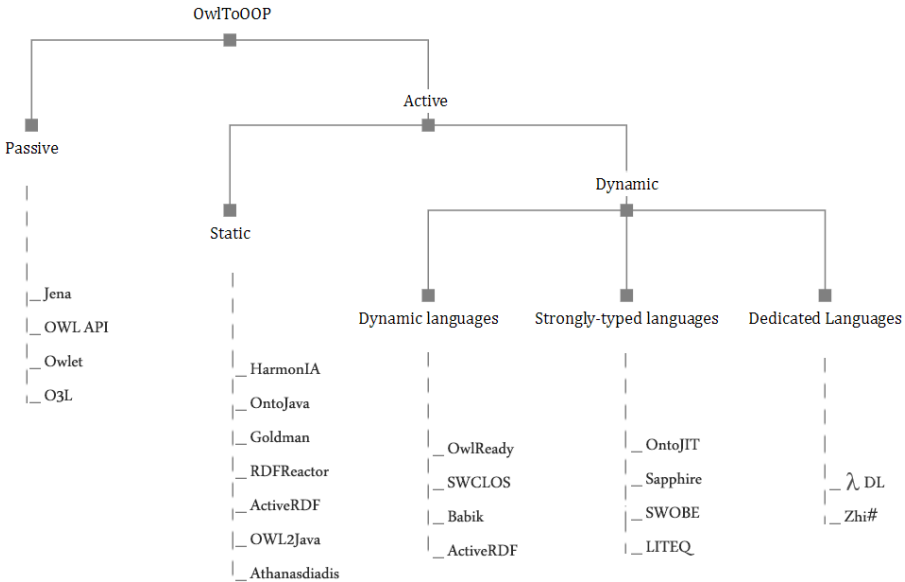 OwlToOOP
Active
Passive
Dynamic
Static
Jena
OWL API
Owlet
O3L
Dynamic languages
Strongly-typed languages
Dedicated Languages
HarmonIA
OntoJava
Goldman
RDFReactor
ActiveRDF
OWL2Java
Athanasdiadis
OwlReady
SWCLOS
Babik
ActiveRDF
OntoJIT
Sapphire
SWOBE
LITEQ
λ DL
Zhi#